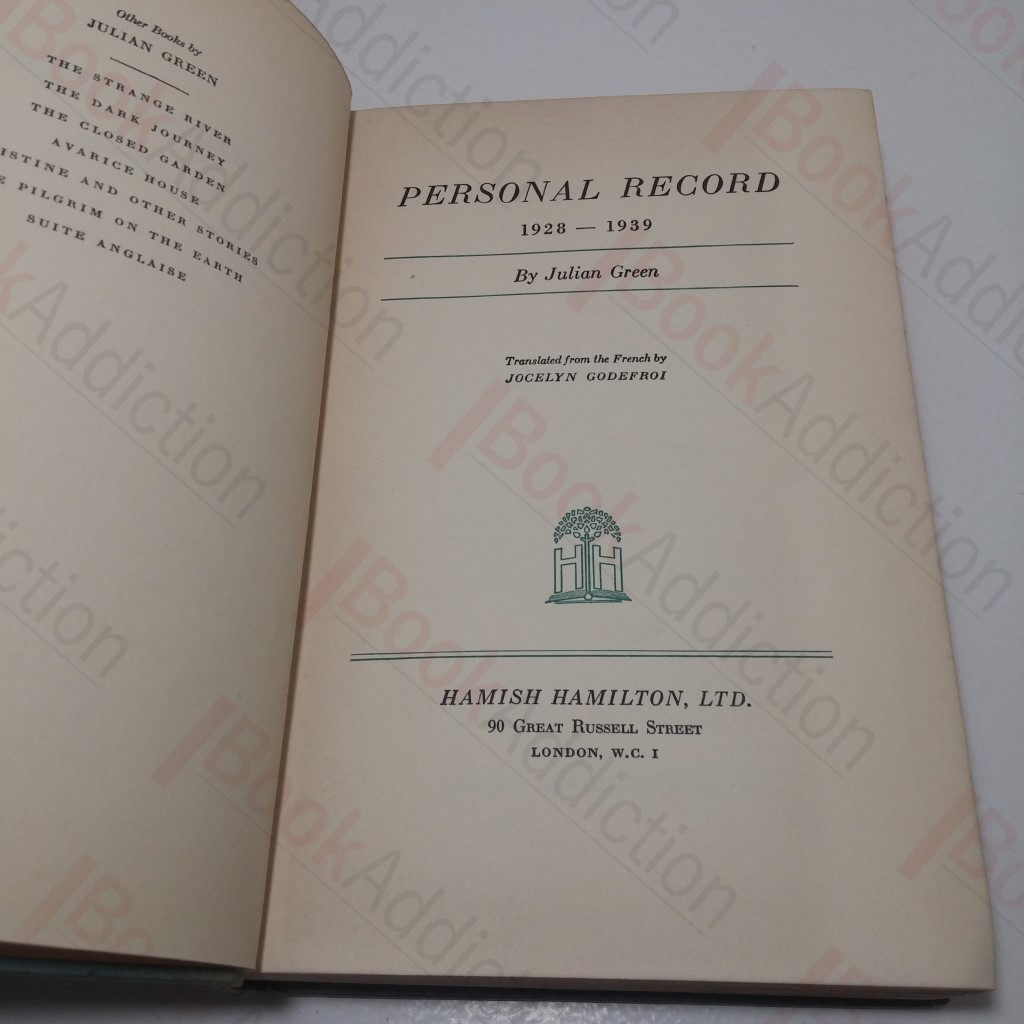 Other Books by
JULIAN GREEN
THE STRANGE RIVER
THE DARK JOURNEY
THE CLOSED GARDEN
AVARICE HOUSE
AND OTHER STORIES
PILGRIM ON THE EARTH
SUITE ANGLAISE
PERSONAL RECORD
1928 — 1939
By Julian Green
Translated from the French by
JOCELYN GODEFROI
HH
HAMISH HAMILTON, LTD.
90 GREAT RUSSELL STREET
LONDON, W.C. I
BookAddiction